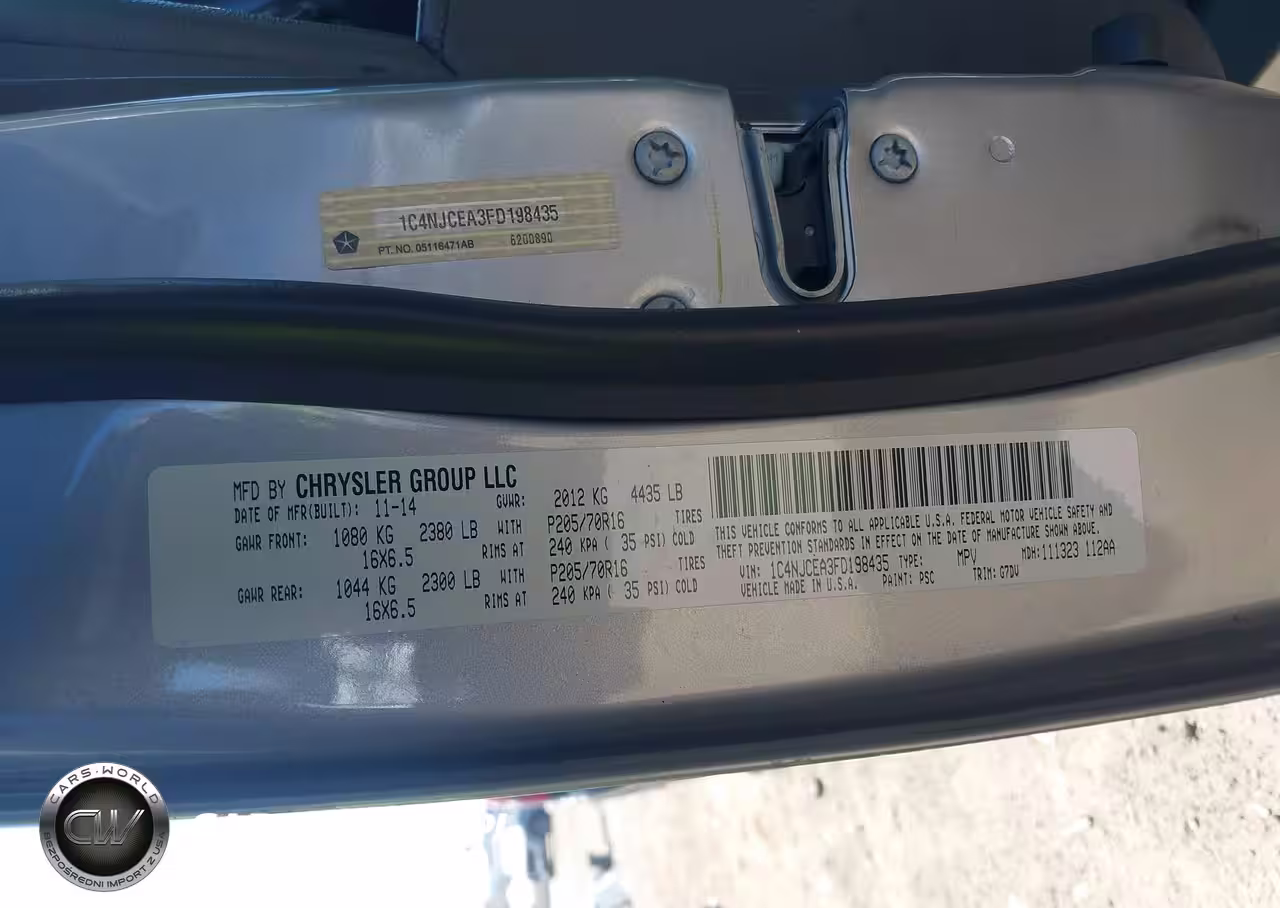 1C4NJCEA3FD198435
PT. NO. 05116471AB 6200890
MFD BY CHRYSLER GROUP LLC
DATE OF MFR(BUILT): 11-14 GVWR: 2012 KG 4435 LB
GAWR FRONT: 1080 KG 2380 LB WITH P205/70R16 TIRES
16X6.5 RIMS AT 240 KPA ( 35 PSI) COLD
GAWR REAR: 1044 KG 2300 LB WITH P205/70R16 TIRES
16X6.5 RIMS AT 240 KPA ( 35 PSI) COLD
THIS VEHICLE CONFORMS TO ALL APPLICABLE U.S.A. FEDERAL MOTOR VEHICLE SAFETY AND
THEFT PREVENTION STANDARDS IN EFFECT ON THE DATE OF MANUFACTURE SHOWN ABOVE.
VIN: 1C4NJCEA3FD198435 TYPE: MPV MDH:111323 112AA
VEHICLE MADE IN U.S.A. PAINT: PSC TRIM: G7DV
CARS·WORLD
CW
BEZPOŚREDNI IMPORT Z USA